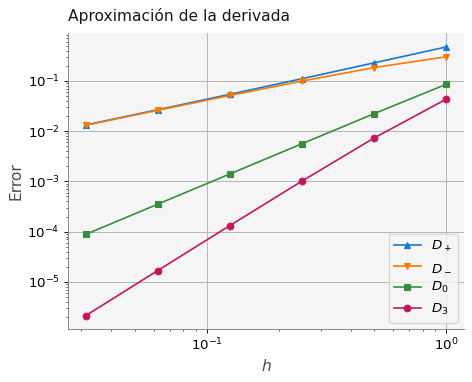 Aproximación de la derivada
Error
10⁻¹
10⁻²
10⁻³
10⁻⁴
10⁻⁵
D₊
D₋
D₀
D₃
10⁻¹
10⁰
h